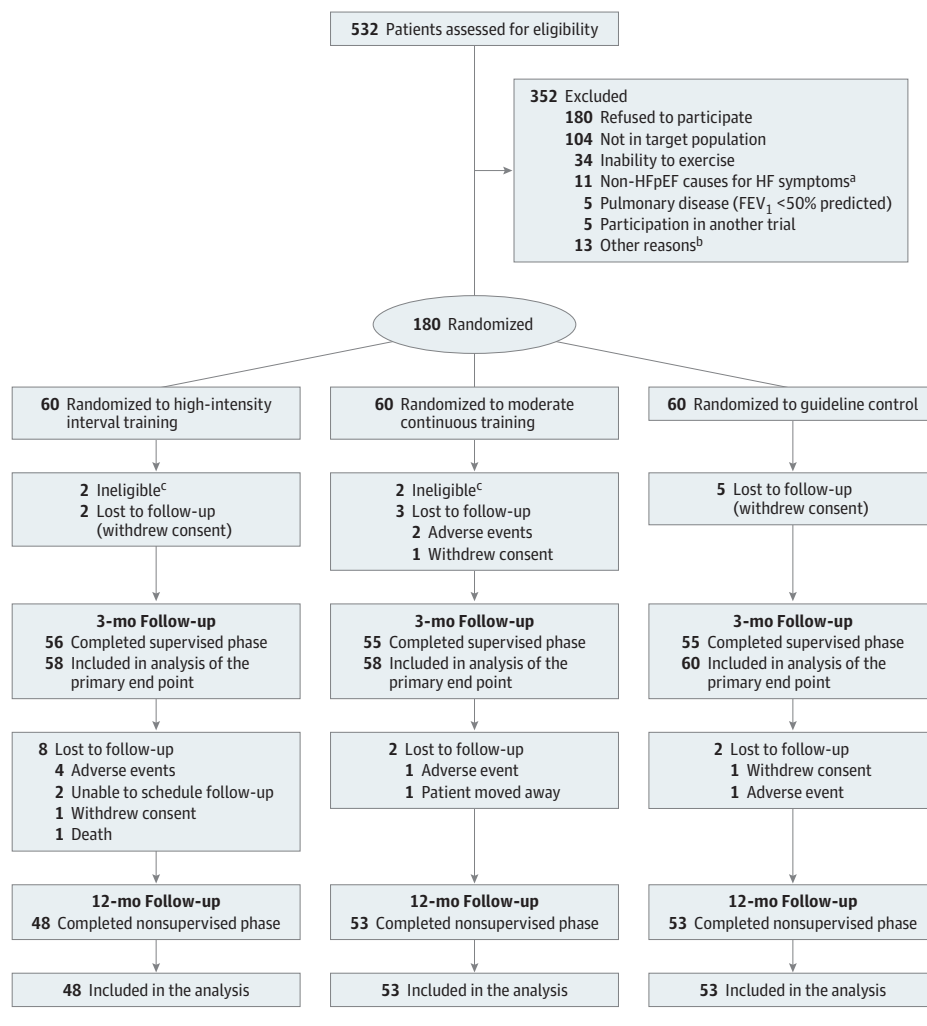 532 Patients assessed for eligibility
352 Excluded
180 Refused to participate
104 Not in target population
34 Inability to exercise
11 Non-HFpEF causes for HF symptomsᵃ
5 Pulmonary disease (FEV₁ <50% predicted)
5 Participation in another trial
13 Other reasonsᵇ
180 Randomized
60 Randomized to high-intensity
interval training
60 Randomized to moderate
continuous training
60 Randomized to guideline control
2 Ineligibleᶜ
2 Lost to follow-up
(withdrew consent)
2 Ineligibleᶜ
3 Lost to follow-up
2 Adverse events
1 Withdrew consent
5 Lost to follow-up
(withdrew consent)
3-mo Follow-up
56 Completed supervised phase
58 Included in analysis of the
primary end point
3-mo Follow-up
55 Completed supervised phase
58 Included in analysis of the
primary end point
3-mo Follow-up
55 Completed supervised phase
60 Included in analysis of the
primary end point
8 Lost to follow-up
4 Adverse events
2 Unable to schedule follow-up
1 Withdrew consent
1 Death
2 Lost to follow-up
1 Adverse event
1 Patient moved away
2 Lost to follow-up
1 Withdrew consent
1 Adverse event
12-mo Follow-up
48 Completed nonsupervised phase
12-mo Follow-up
53 Completed nonsupervised phase
12-mo Follow-up
53 Completed nonsupervised phase
48 Included in the analysis
53 Included in the analysis
53 Included in the analysis